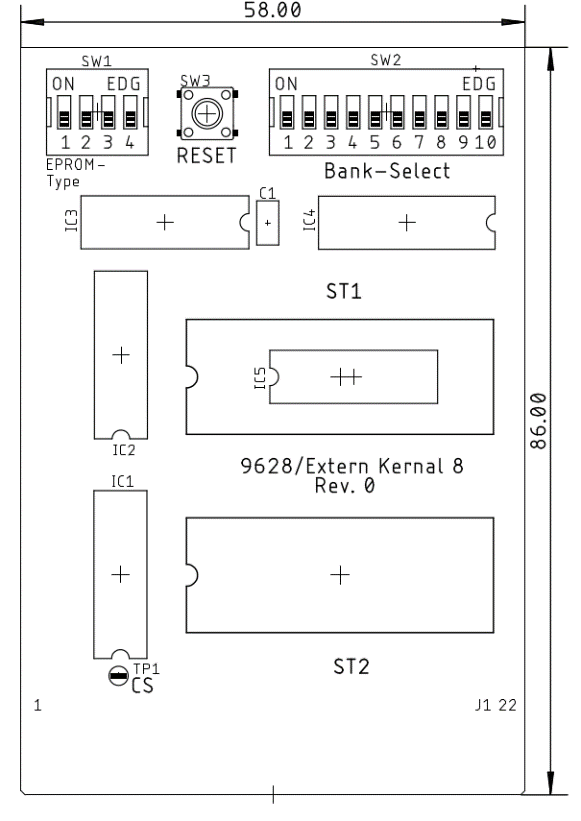 58.00
SW1
ON EDG
1 2 3 4
EPROM-
Type
SW3
RESET
SW2
ON EDG
1 2 3 4 5 6 7 8 9 10
Bank-Select
IC3
C1
IC4
ST1
IC5
IC2
86.00
9628/Extern Kernal 8
Rev. 0
IC1
ST2
TP1
CS
1
J1 22